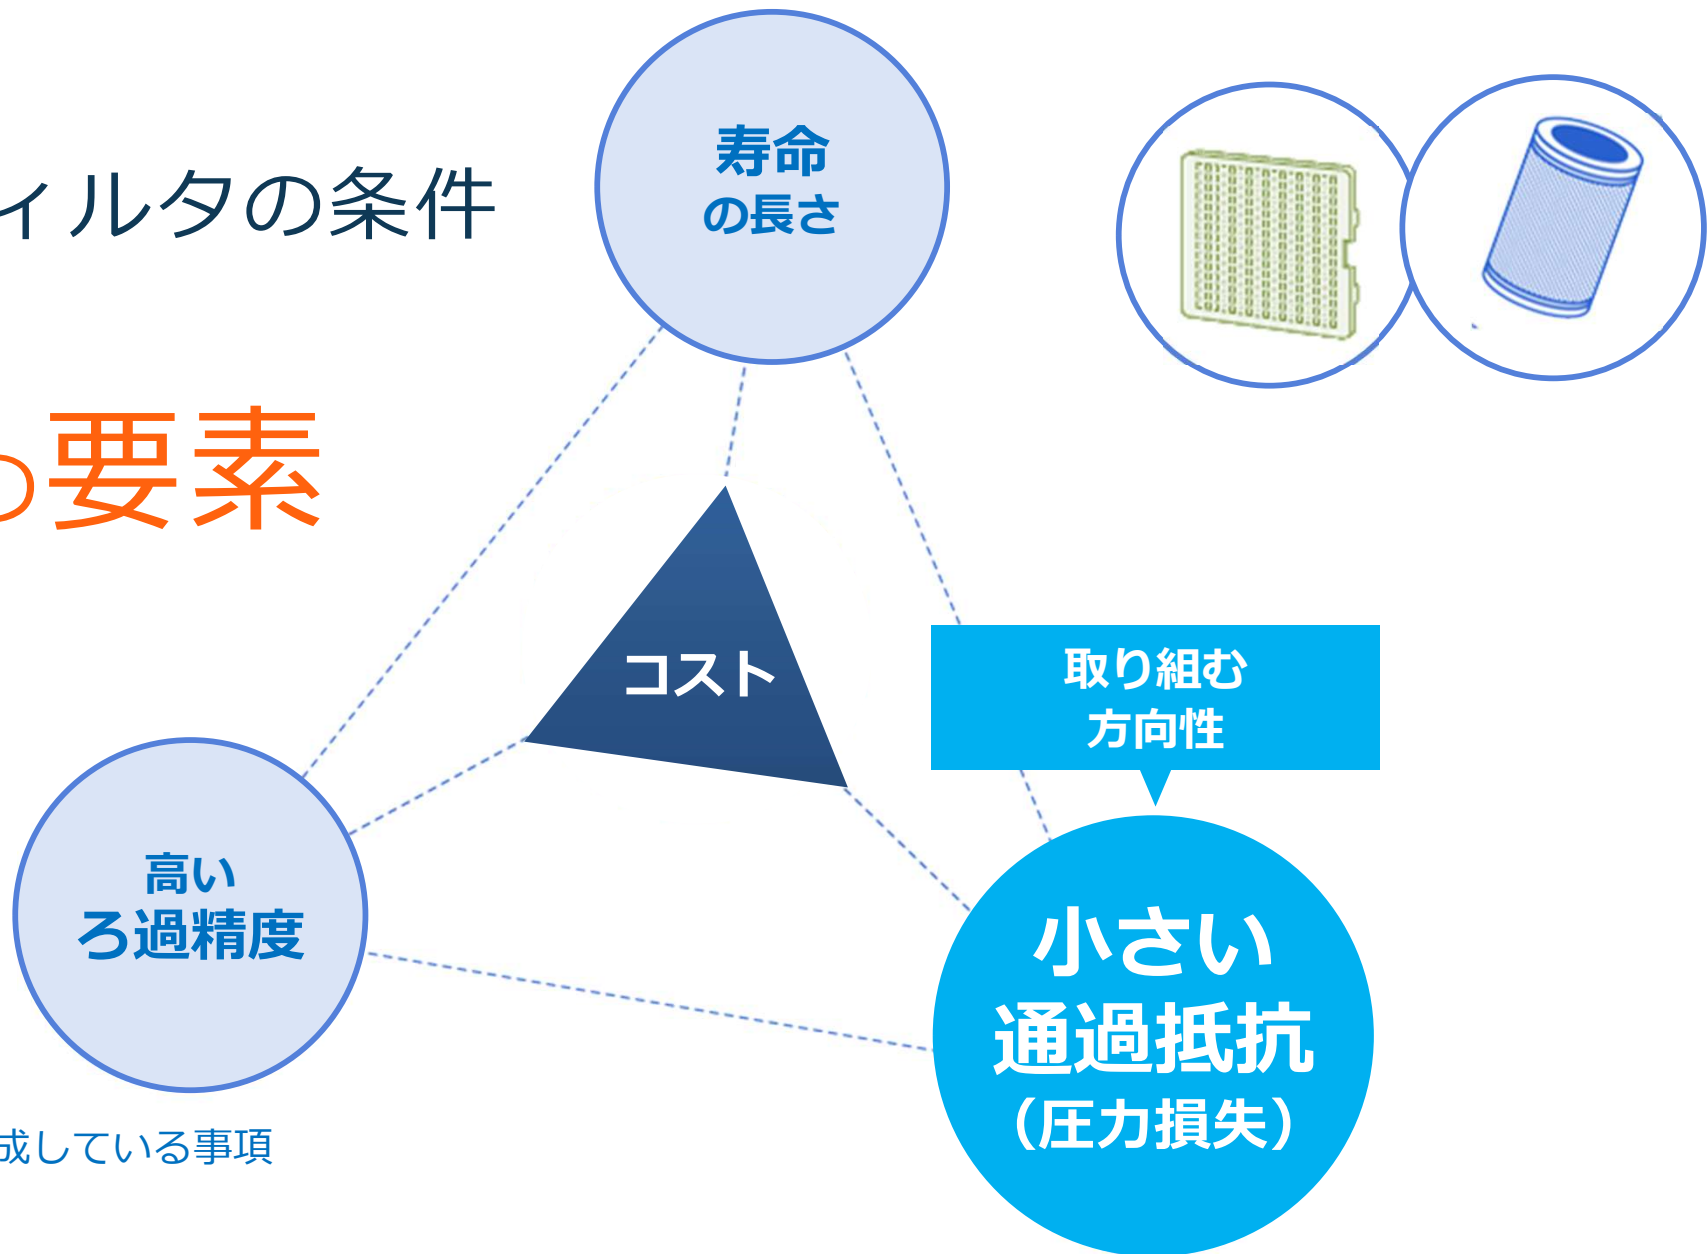 寿命
の長さ
ィルタの条件
つ要素
コスト
取り組む
方向性
高い
ろ過精度
小さい
通過抵抗
（圧力損失）
成している事項